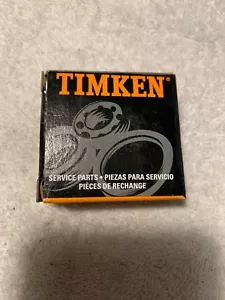 TIMKEN®
SERVICE PARTS • PIEZAS PARA SERVICIO
PIÈCES DE RECHANGE